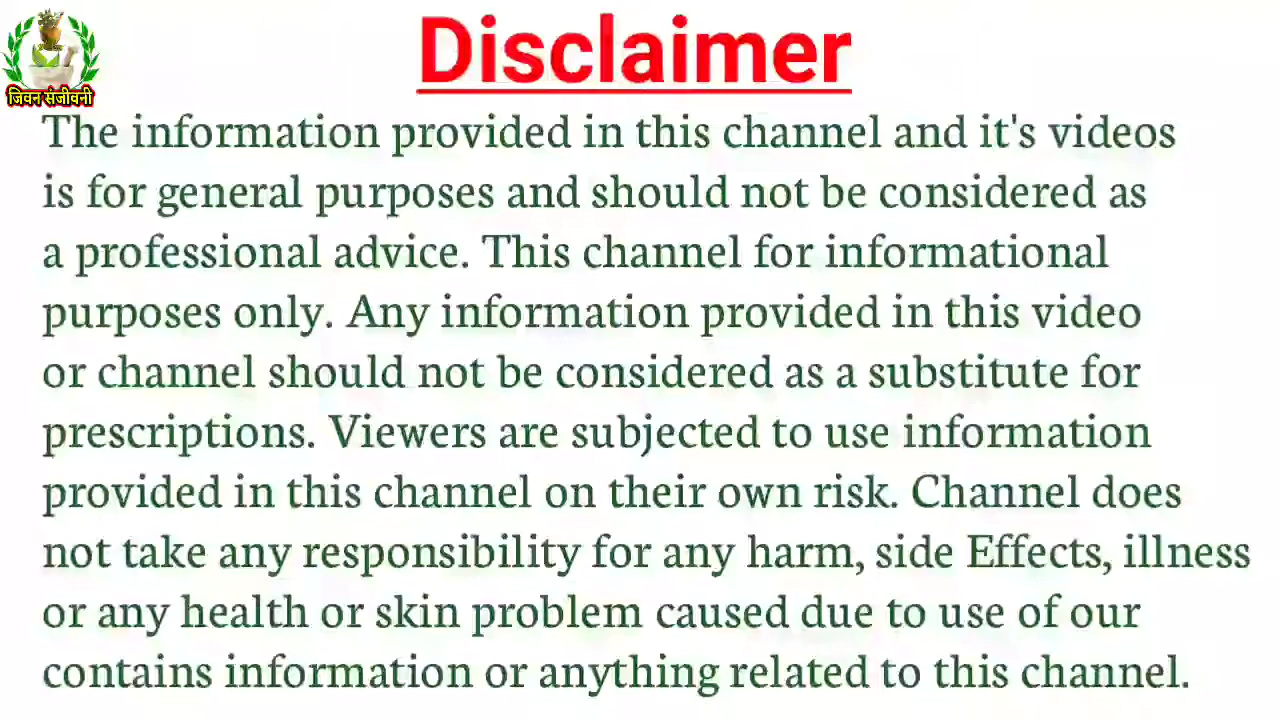 Disclaimer
जिवन संजीवनी
The information provided in this channel and it's videos
is for general purposes and should not be considered as
a professional advice. This channel for informational
purposes only. Any information provided in this video
or channel should not be considered as a substitute for
prescriptions. Viewers are subjected to use information
provided in this channel on their own risk. Channel does
not take any responsibility for any harm, side Effects, illness
or any health or skin problem caused due to use of our
contains information or anything related to this channel.